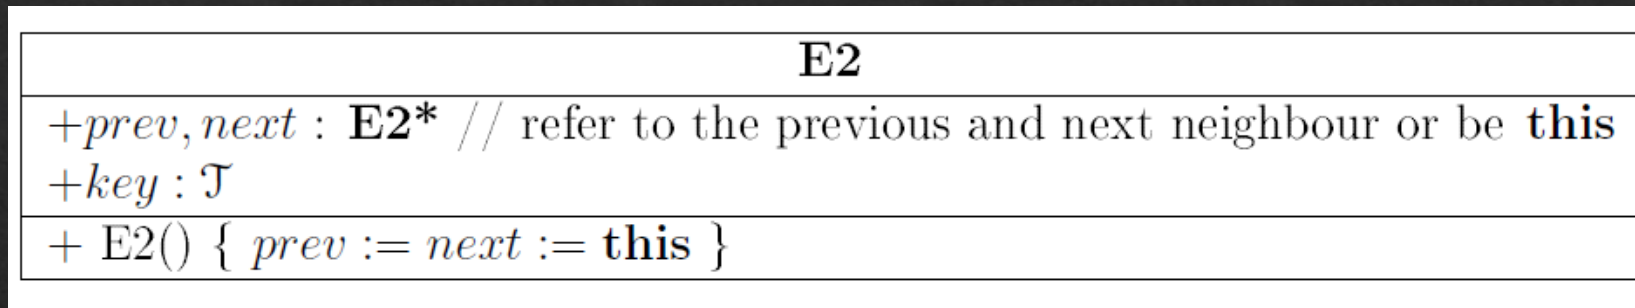 E2
+prev, next : E2* // refer to the previous and next neighbour or be this
+key : 𝒯
+ E2() { prev := next := this }